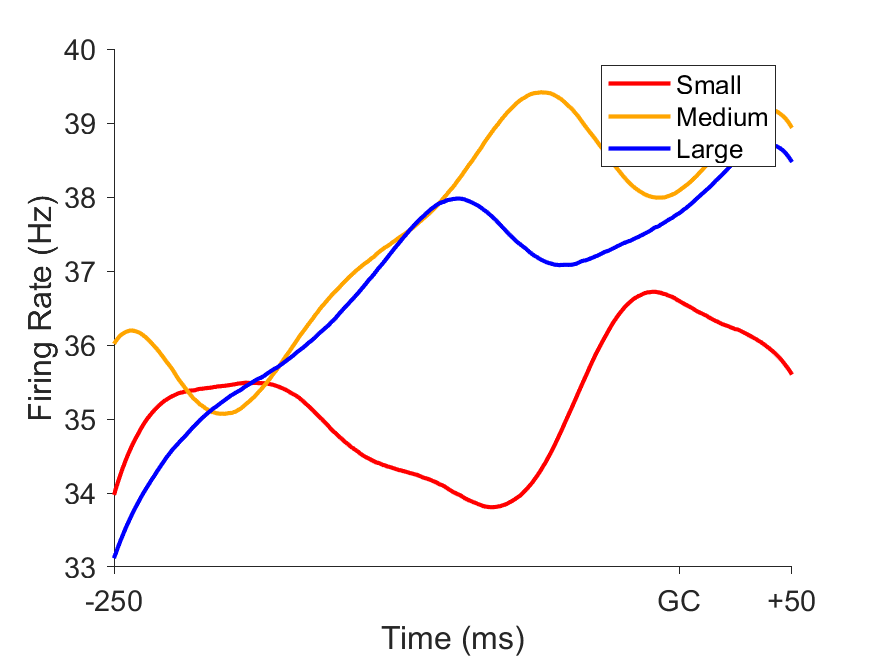 40
39
38
37
36
35
34
33
Firing Rate (Hz)
Small
Medium
Large
-250
GC
+50
Time (ms)